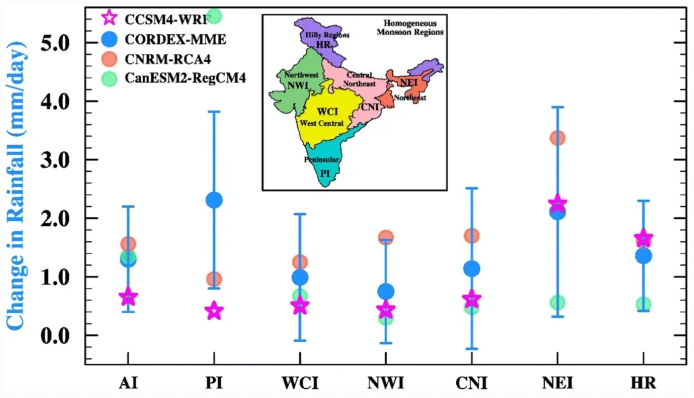 CCSM4-WRF
CORDEX-MME
CNRM-RCA4
CanESM2-RegCM4
Homogeneous
Monsoon Regions
Hilly Regions
HR
Northwest
NWI
Central
Northeast
NEI
Northeast
CNI
WCI
West Central
Peninsular
PI
Change in Rainfall (mm/day)
5.0
4.0
3.0
2.0
1.0
0.0
AI PI WCI NWI CNI NEI HR